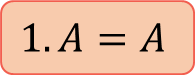 1. A = A